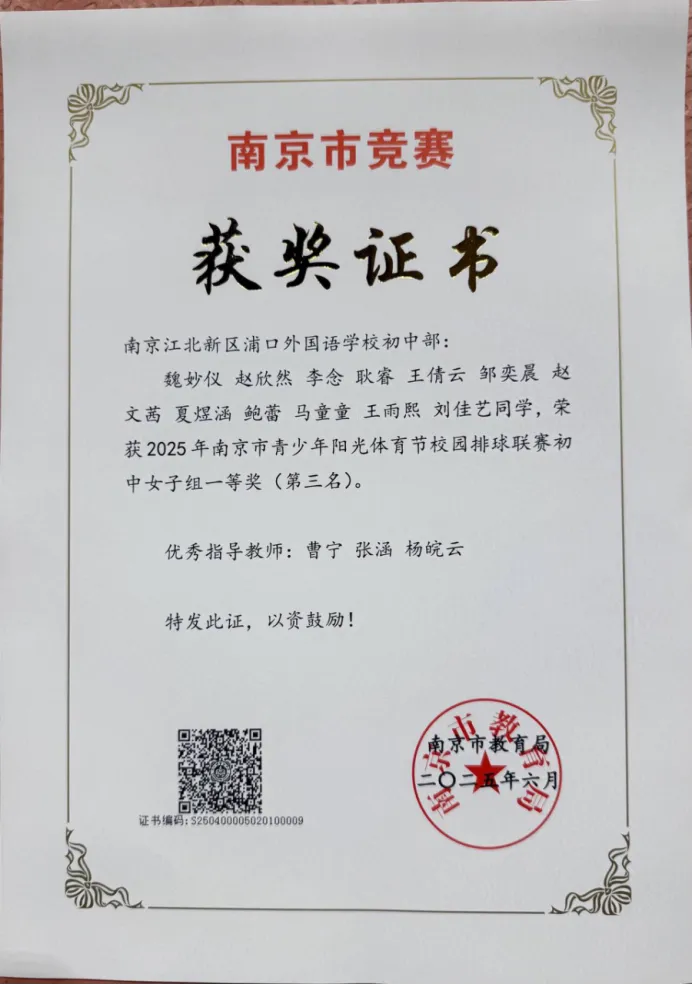 南京市竞赛
获奖证书
南京江北新区浦口外国语学校初中部：
魏妙仪 赵欣然 李念 耿睿 王倩云 邹奕晨 赵
文茜 夏煜涵 鲍蕾 马童童 王雨熙 刘佳艺同学，荣
获2025年南京市青少年阳光体育节校园排球联赛初
中女子组一等奖（第三名）。
优秀指导教师：曹宁 张涵 杨皖云
特发此证，以资鼓励！
南京市教育局
南京市教育局
二〇二五年六月
证书编码：S250400005020100009